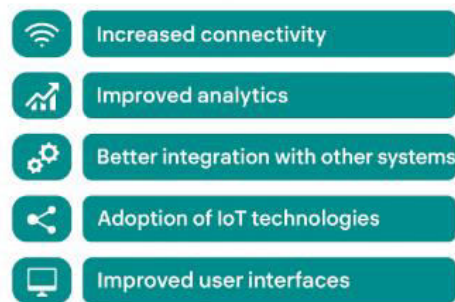 Increased connectivity
Improved analytics
Better integration with other systems
Adoption of IoT technologies
Improved user interfaces